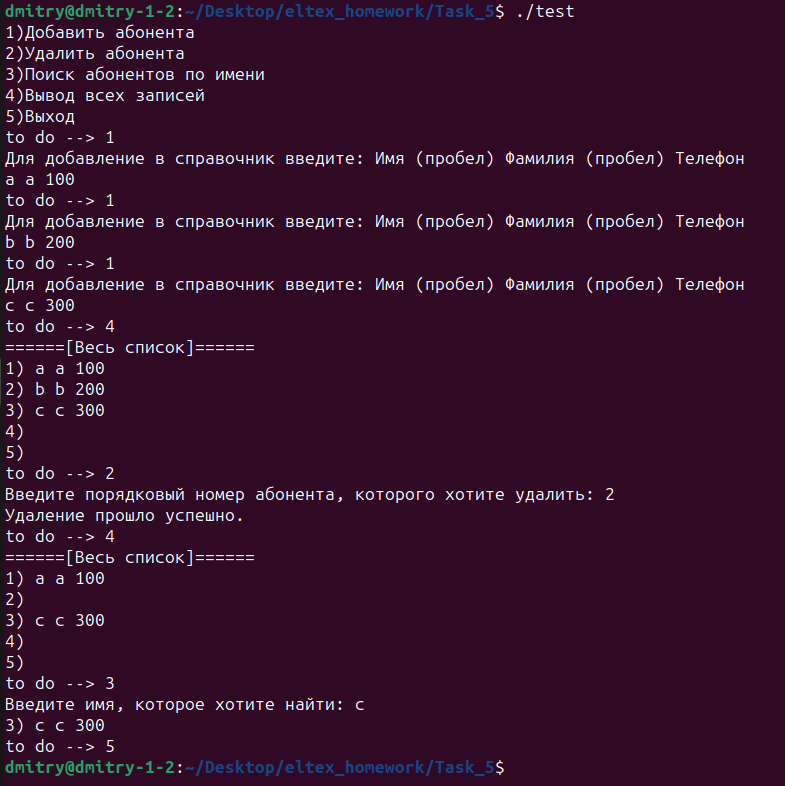 dmitry@dmitry-1-2:~/Desktop/eltex_homework/Task_5$ ./test
1)Добавить абонента
2)Удалить абонента
3)Поиск абонентов по имени
4)Вывод всех записей
5)Выход
to do --> 1
Для добавление в справочник введите: Имя (пробел) Фамилия (пробел) Телефон
a a 100
to do --> 1
Для добавление в справочник введите: Имя (пробел) Фамилия (пробел) Телефон
b b 200
to do --> 1
Для добавление в справочник введите: Имя (пробел) Фамилия (пробел) Телефон
c c 300
to do --> 4
======[Весь список]======
1) a a 100
2) b b 200
3) c c 300
4)
5)
to do --> 2
Введите порядковый номер абонента, которого хотите удалить: 2
Удаление прошло успешно.
to do --> 4
======[Весь список]======
1) a a 100
2)
3) c c 300
4)
5)
to do --> 3
Введите имя, которое хотите найти: c
3) c c 300
to do --> 5
dmitry@dmitry-1-2:~/Desktop/eltex_homework/Task_5$